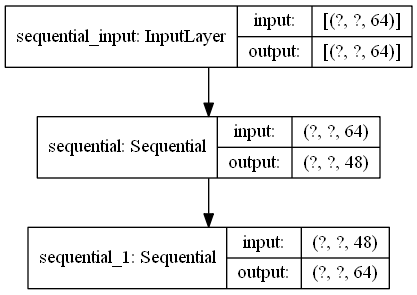 sequential_input: InputLayer
input: [(?, ?, 64)]
output: [(?, ?, 64)]
sequential: Sequential
input: (?, ?, 64)
output: (?, ?, 48)
sequential_1: Sequential
input: (?, ?, 48)
output: (?, ?, 64)